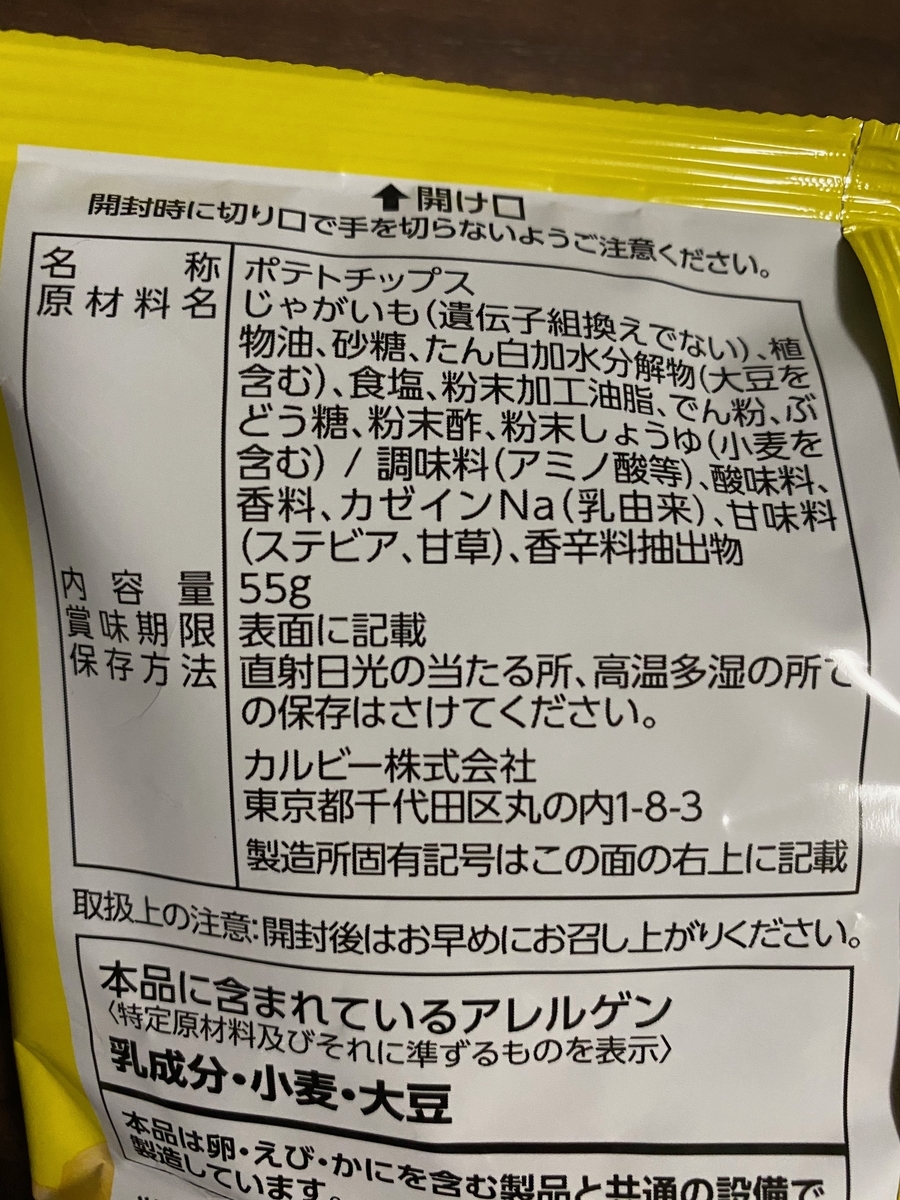 ⬆開け口
開封時に切り口で手を切らないようご注意ください。
名称 ポテトチップス
原材料名 じゃがいも(遺伝子組換えでない)、植
物油、砂糖、たん白加水分解物(大豆を
含む)、食塩、粉末加工油脂、でん粉、ぶ
どう糖、粉末酢、粉末しょうゆ(小麦を
含む) / 調味料(アミノ酸等)、酸味料、
香料、カゼインNa(乳由来)、甘味料
(ステビア、甘草)、香辛料抽出物
内容量 55g
賞味期限 表面に記載
保存方法 直射日光の当たる所、高温多湿の所で
の保存はさけてください。
カルビー株式会社
東京都千代田区丸の内1-8-3
製造所固有記号はこの面の右上に記載
取扱上の注意:開封後はお早めにお召し上がりください。
本品に含まれているアレルゲン
〈特定原材料及びそれに準ずるものを表示〉
乳成分・小麦・大豆
本品は卵・えび・かにを含む製品と共通の設備で
製造しています。